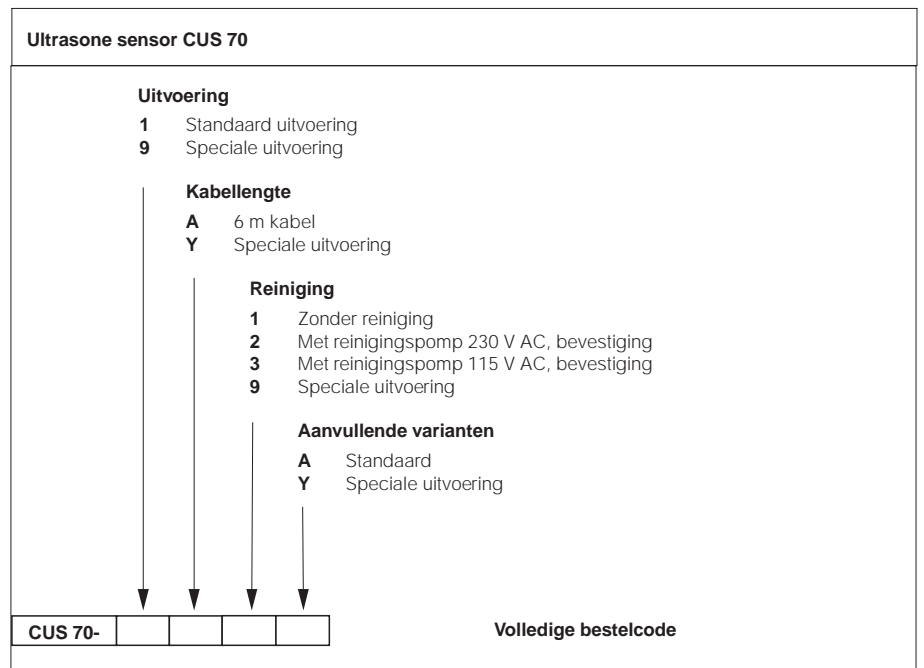 Ultrasone sensor CUS 70
Uitvoering
1 Standaard uitvoering
9 Speciale uitvoering
Kabellengte
A 6 m kabel
Y Speciale uitvoering
Reiniging
1 Zonder reiniging
2 Met reinigingspomp 230 V AC, bevestiging
3 Met reinigingspomp 115 V AC, bevestiging
9 Speciale uitvoering
Aanvullende varianten
A Standaard
Y Speciale uitvoering
CUS 70- Volledige bestelcode